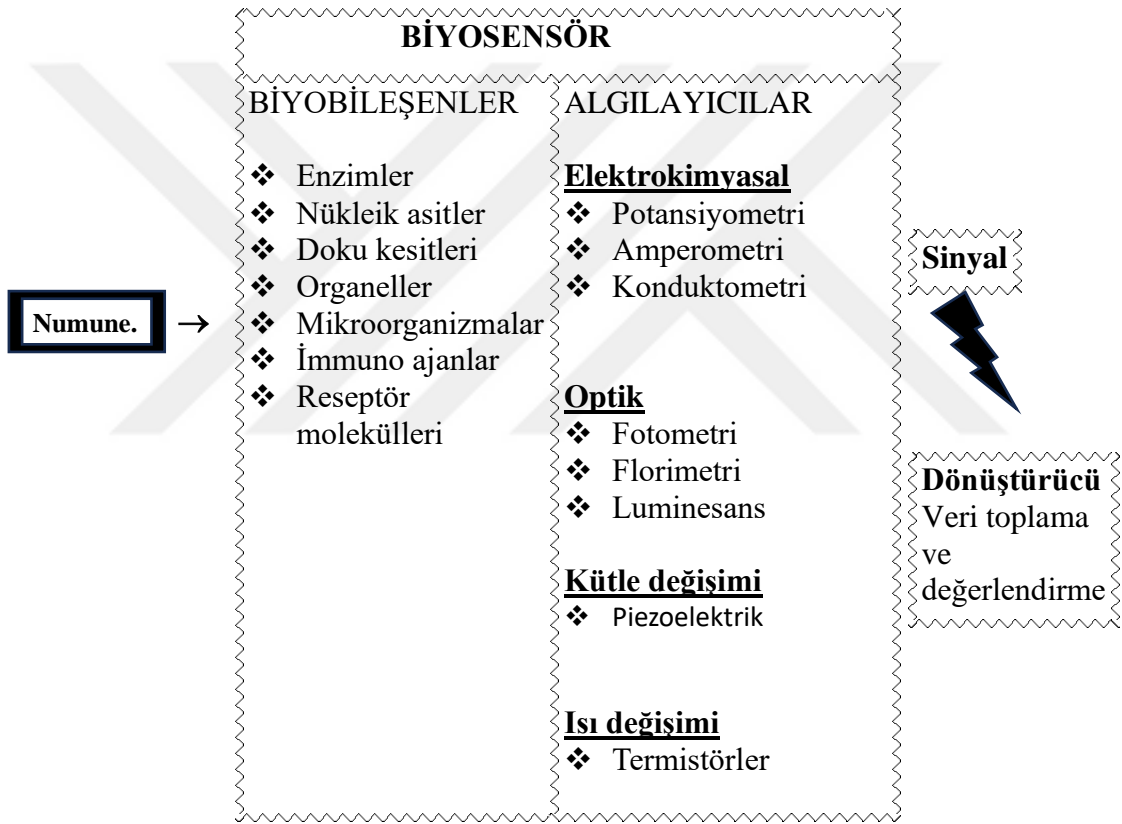 BİYOSENSÖR
BİYOBİLEŞENLER
❖ Enzimler
❖ Nükleik asitler
❖ Doku kesitleri
❖ Organeller
❖ Mikroorganizmalar
❖ İmmuno ajanlar
❖ Reseptör
molekülleri
ALGILAYICILAR
Elektrokimyasal
❖ Potansiyometri
❖ Amperometri
❖ Konduktometri
Optik
❖ Fotometri
❖ Florimetri
❖ Luminesans
Kütle değişimi
❖ Piezoelektrik
Isı değişimi
❖ Termistörler
Numune. →
Sinyal
Dönüştürücü
Veri toplama
ve
değerlendirme